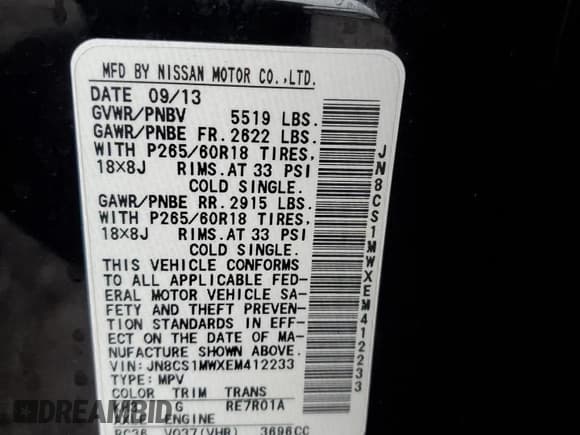 MFD BY NISSAN MOTOR CO.,LTD.
DATE 09/13
GVWR/PNBV 5519 LBS.
GAWR/PNBE FR. 2622 LBS.
WITH P265/60R18 TIRES,
18X8J RIMS.AT 33 PSI
COLD SINGLE.
GAWR/PNBE RR. 2915 LBS.
WITH P265/60R18 TIRES,
18X8J RIMS.AT 33 PSI
COLD SINGLE.
THIS VEHICLE CONFORMS
TO ALL APPLICABLE FED-
ERAL MOTOR VEHICLE SA-
FETY AND THEFT PREVEN-
TION STANDARDS IN EFF-
ECT ON THE DATE OF MA-
NUFACTURE SHOWN ABOVE.
VIN:JN8CS1MWXEM412233
TYPE:MPV
COLOR TRIM TRANS
G RE7R01A
AXLE ENGINE
RC36 VQ37(VHR) 3696CC
JN8CS1MWXEM412233
DREAMBID